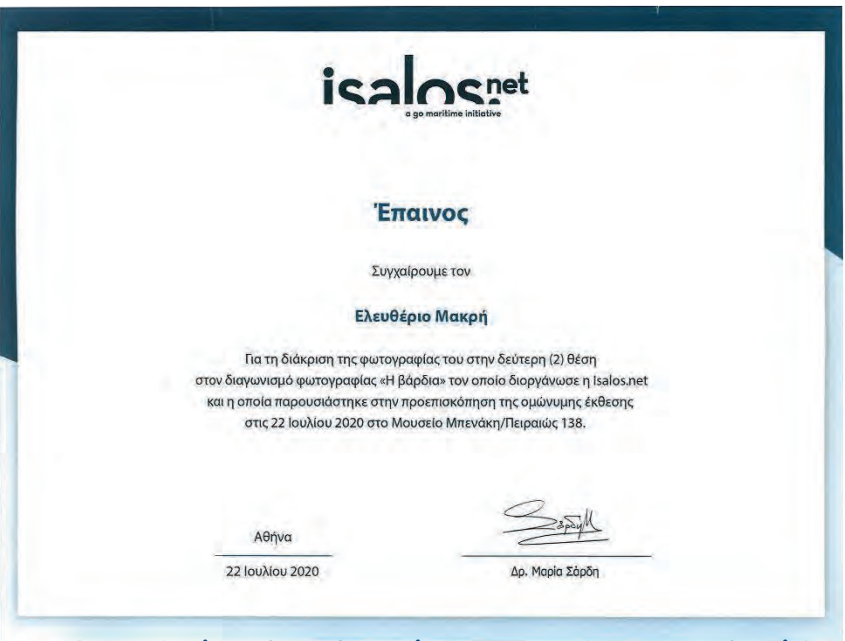 isalos.net
a go maritime initiative
Έπαινος
Συγχαίρουμε τον
Ελευθέριο Μακρή
Για τη διάκριση της φωτογραφίας του στην δεύτερη (2) θέση
στον διαγωνισμό φωτογραφίας «Η βάρδια» τον οποίο διοργάνωσε η Isalos.net
και η οποία παρουσιάστηκε στην προεπισκόπηση της ομώνυμης έκθεσης
στις 22 Ιουλίου 2020 στο Μουσείο Μπενάκη/Πειραιώς 138.
Αθήνα
22 Ιουλίου 2020
Δρ. Μαρία Σάρδη